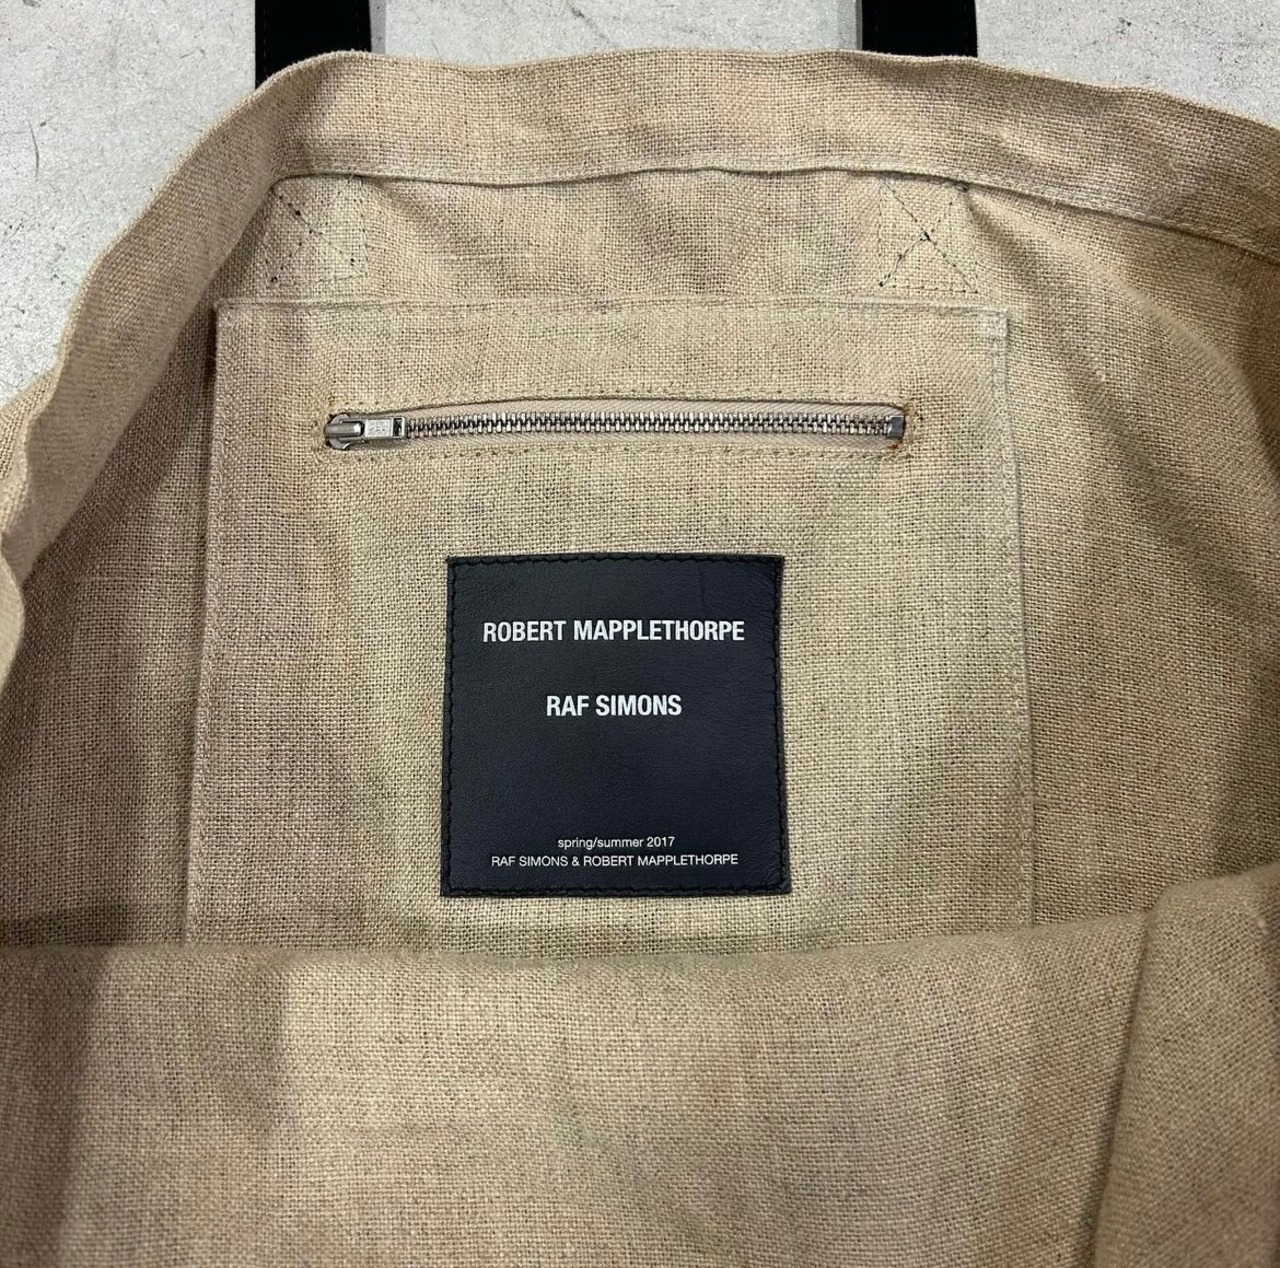 ROBERT MAPPLETHORPE
RAF SIMONS
spring/summer 2017
RAF SIMONS & ROBERT MAPPLETHORPE